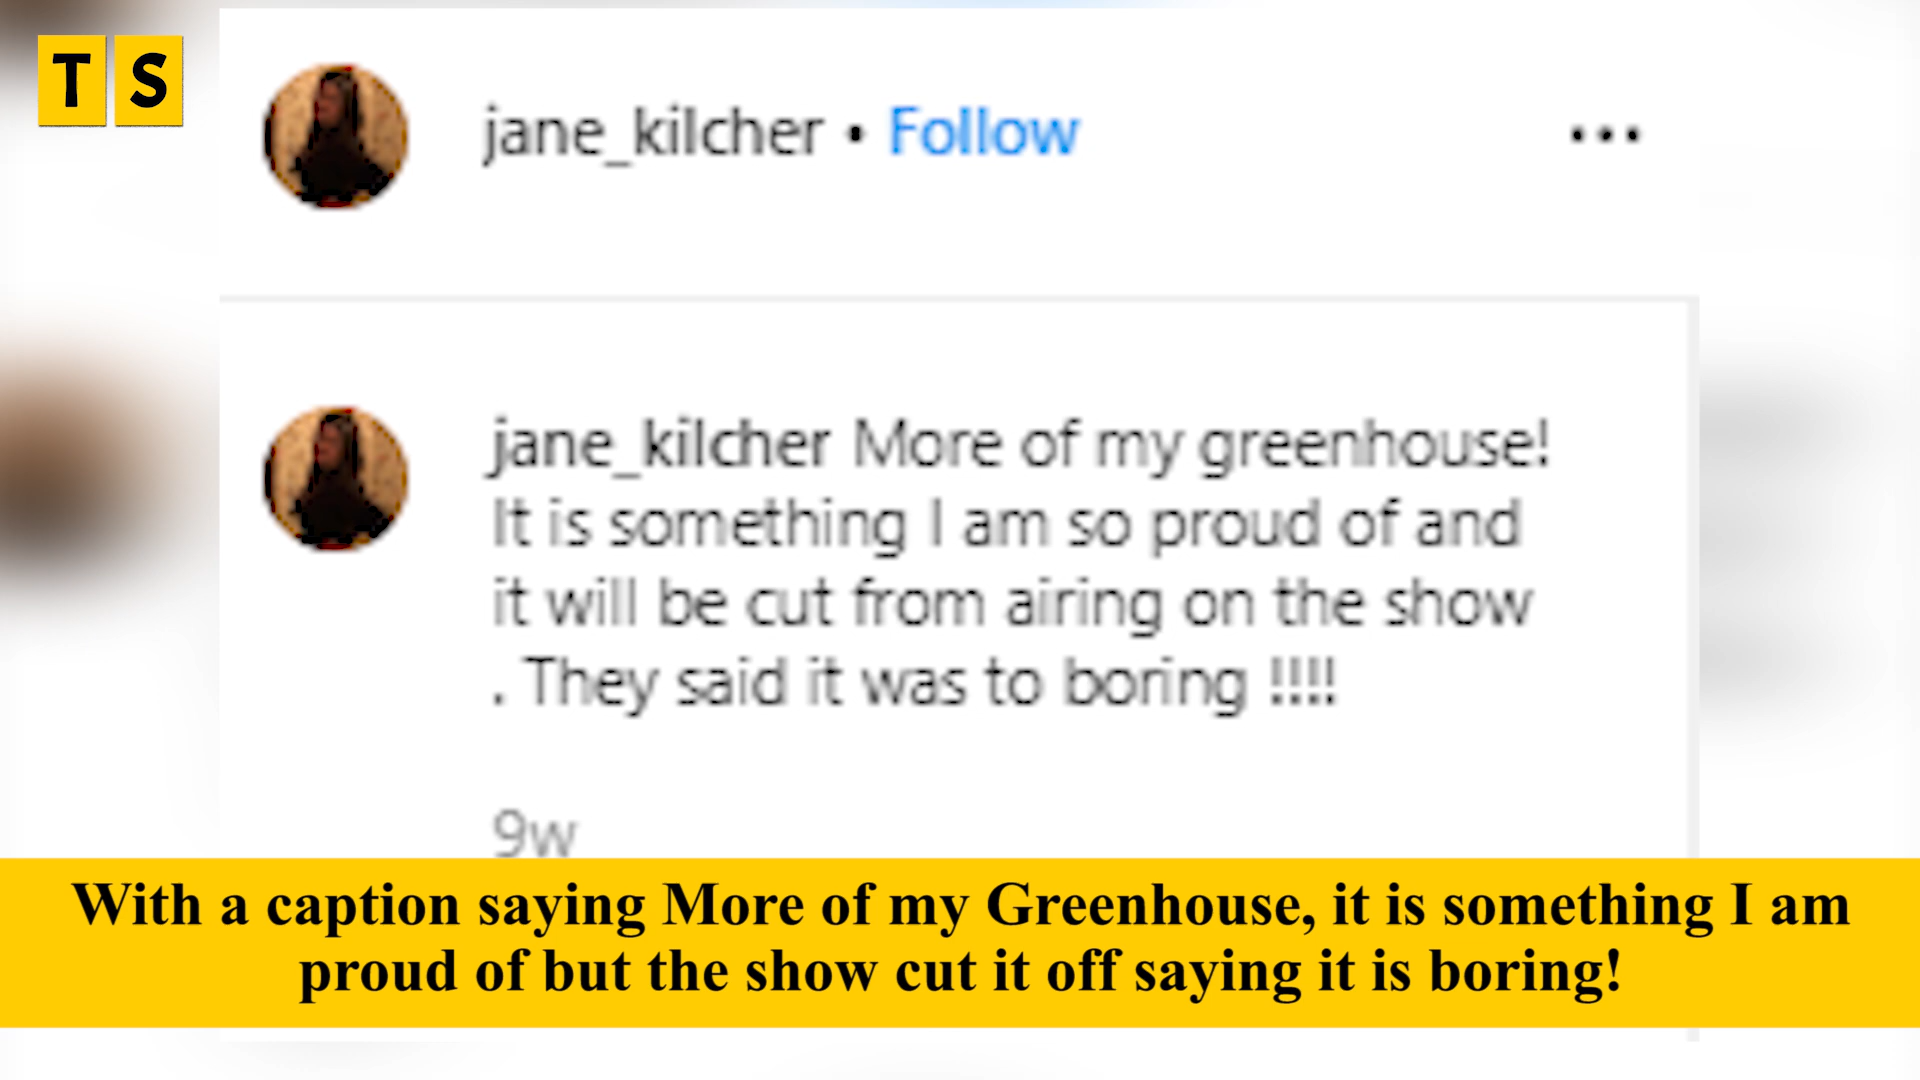 T S
jane_kilcher • Follow
jane_kilcher More of my greenhouse!
It is something I am so proud of and
it will be cut from airing on the show
. They said it was to boring !!!!
9w
With a caption saying More of my Greenhouse, it is something I am
proud of but the show cut it off saying it is boring!